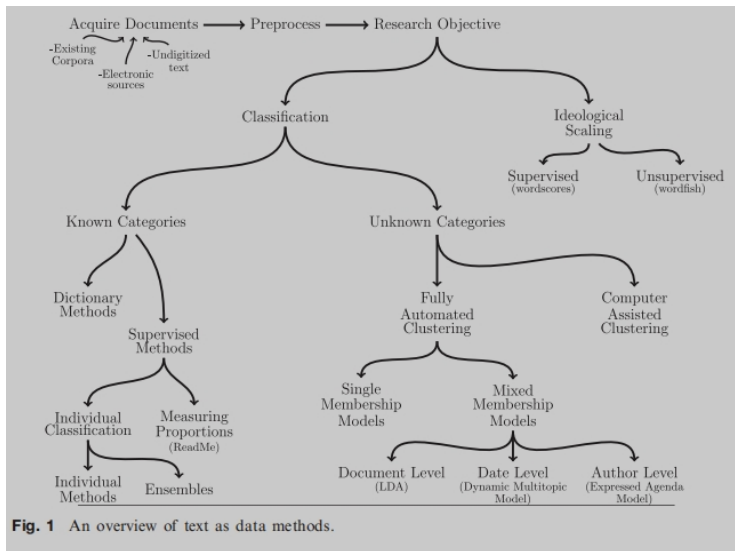 Acquire Documents
Preprocess
Research Objective
-Existing
Corpora
-Electronic
sources
-Undigitized
text
Classification
Ideological
Scaling
Supervised
(wordscores)
Unsupervised
(wordfish)
Known Categories
Unknown Categories
Dictionary
Methods
Supervised
Methods
Fully
Automated
Clustering
Computer
Assisted
Clustering
Individual
Classification
Measuring
Proportions
(ReadMe)
Single
Membership
Models
Mixed
Membership
Models
Individual
Methods
Ensembles
Document Level
(LDA)
Date Level
(Dynamic Multitopic
Model)
Author Level
(Expressed Agenda
Model)
Fig. 1 An overview of text as data methods.